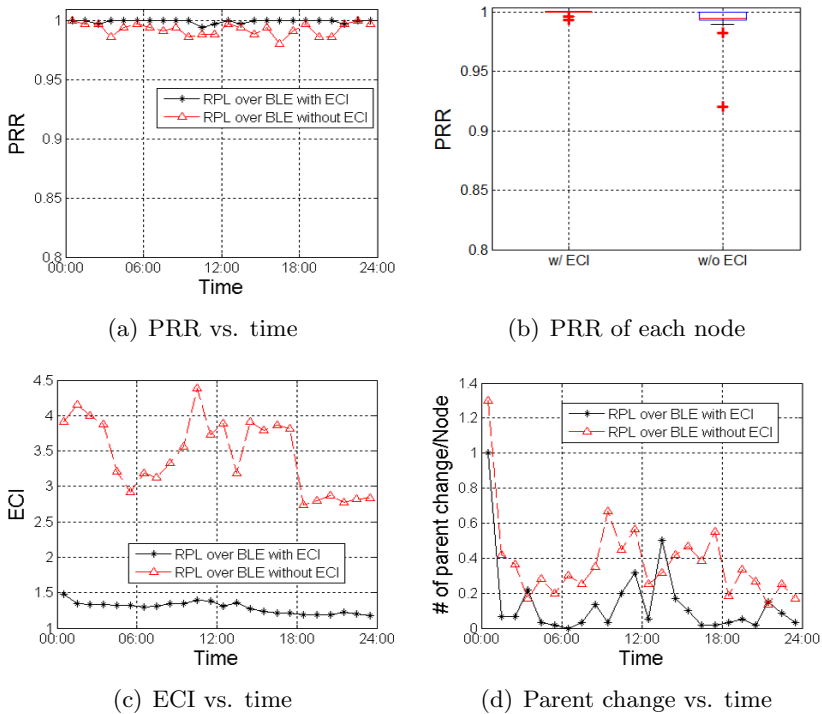 1
0.95
0.9
0.85
0.8
PRR
RPL over BLE with ECI
RPL over BLE without ECI
00:00
06:00
12:00
18:00
24:00
Time
(a) PRR vs. time
1
0.95
0.9
0.85
0.8
PRR
w/ ECI
w/o ECI
(b) PRR of each node
4.5
4
3.5
3
2.5
2
1.5
1
ECI
RPL over BLE with ECI
RPL over BLE without ECI
00:00
06:00
12:00
18:00
24:00
Time
(c) ECI vs. time
1.4
1.2
1
0.8
0.6
0.4
0.2
0
# of parent change/Node
RPL over BLE with ECI
RPL over BLE without ECI
00:00
06:00
12:00
18:00
24:00
Time
(d) Parent change vs. time